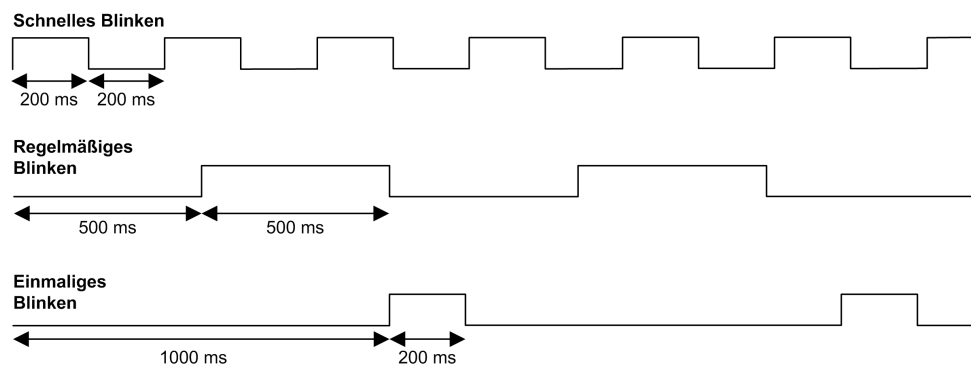 Schnelles Blinken
200 ms 200 ms
Regelmäßiges
Blinken
500 ms 500 ms
Einmaliges
Blinken
1000 ms 200 ms